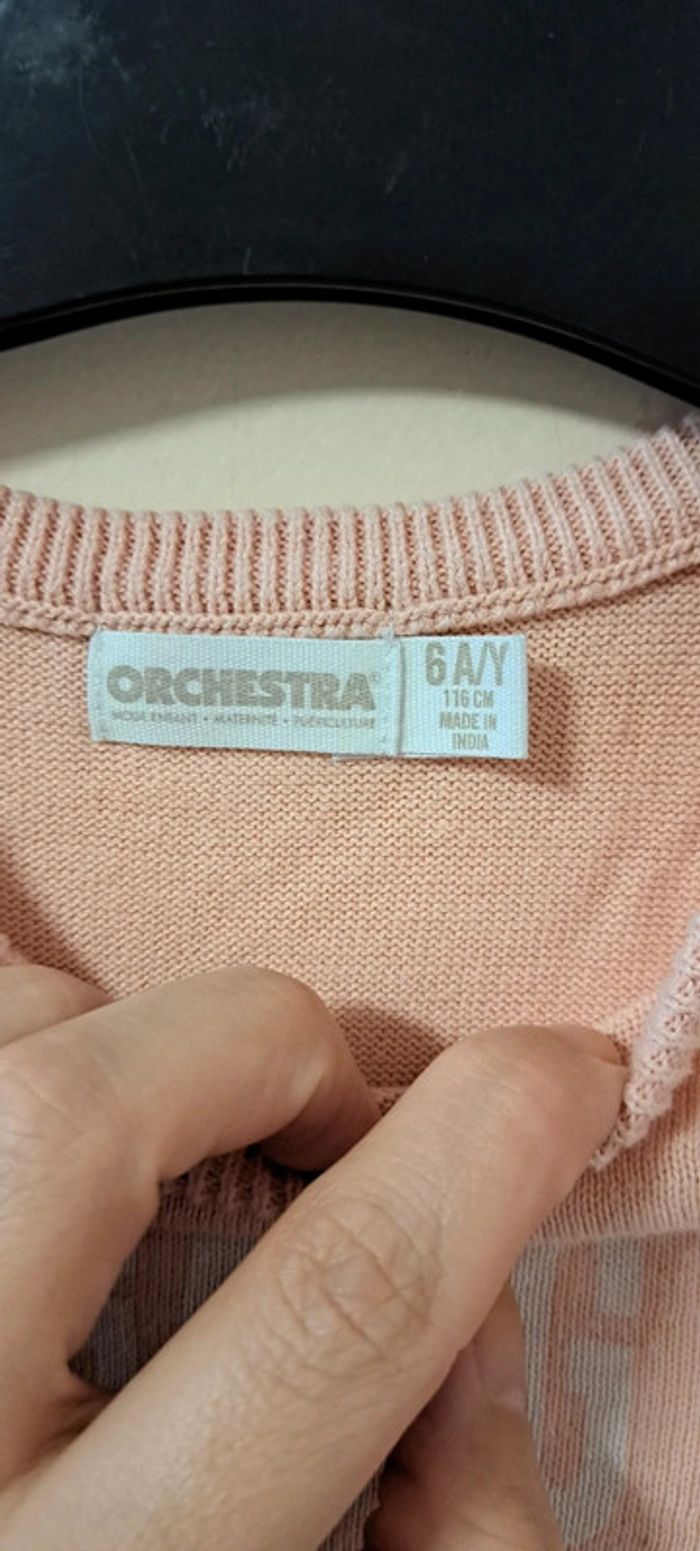 ORCHESTRA®
MODE ENFANT • MATERNITÉ • PUÉRICULTURE
6 A/Y
116 CM
MADE IN
INDIA